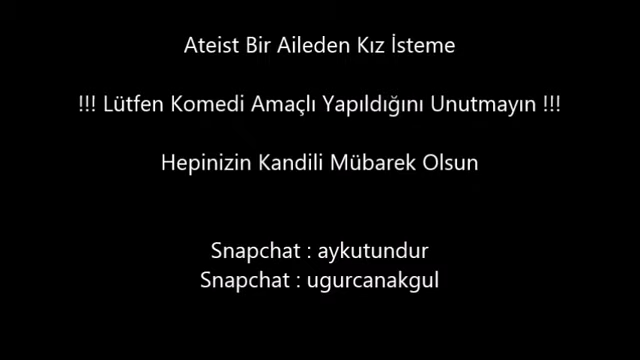 Ateist Bir Aileden Kız İsteme
!!! Lütfen Komedi Amaçlı Yapıldığını Unutmayın !!!
Hepinizin Kandili Mübarek Olsun
Snapchat : aykutundur
Snapchat : ugurcanakgul